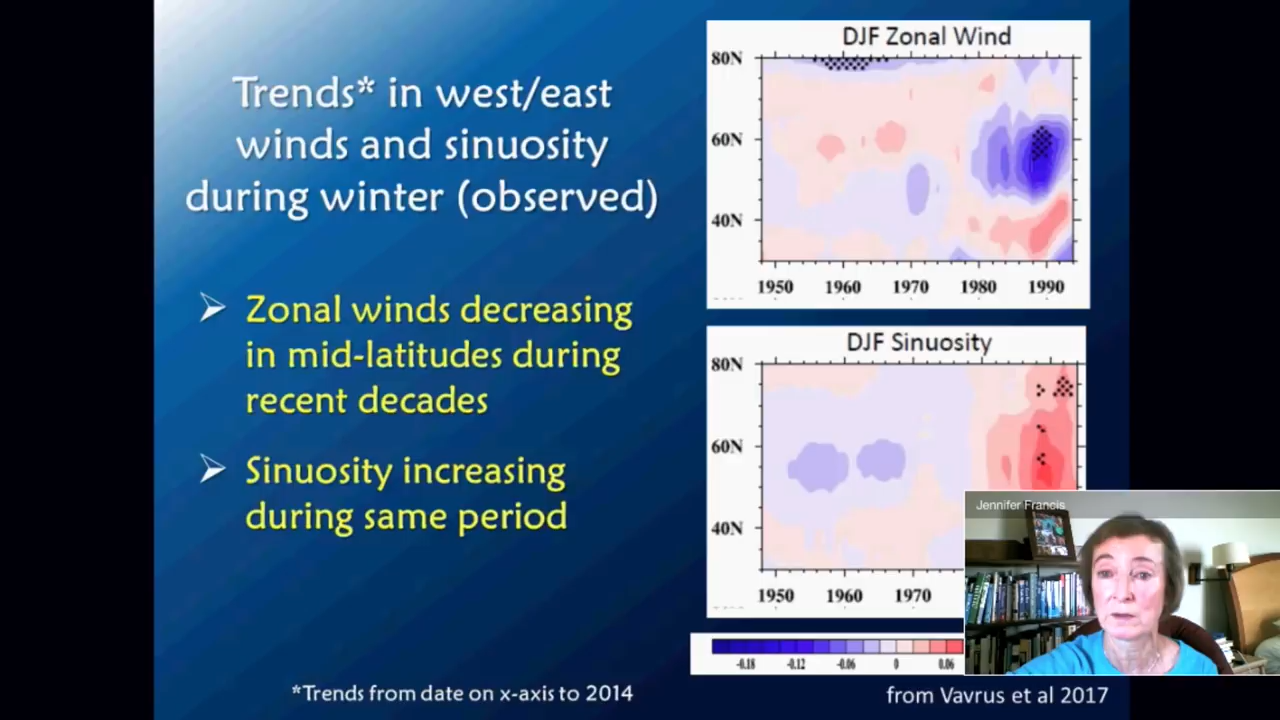 Trends* in west/east
winds and sinuosity
during winter (observed)
Zonal winds decreasing
in mid-latitudes during
recent decades
Sinuosity increasing
during same period
*Trends from date on x-axis to 2014
DJF Zonal Wind
80N
60N
40N
1950 1960 1970 1980 1990
DJF Sinuosity
80N
60N
40N
1950 1960 1970
-0.18 -0.12 -0.06 0 0.06
from Vavrus et al 2017
Jennifer Francis